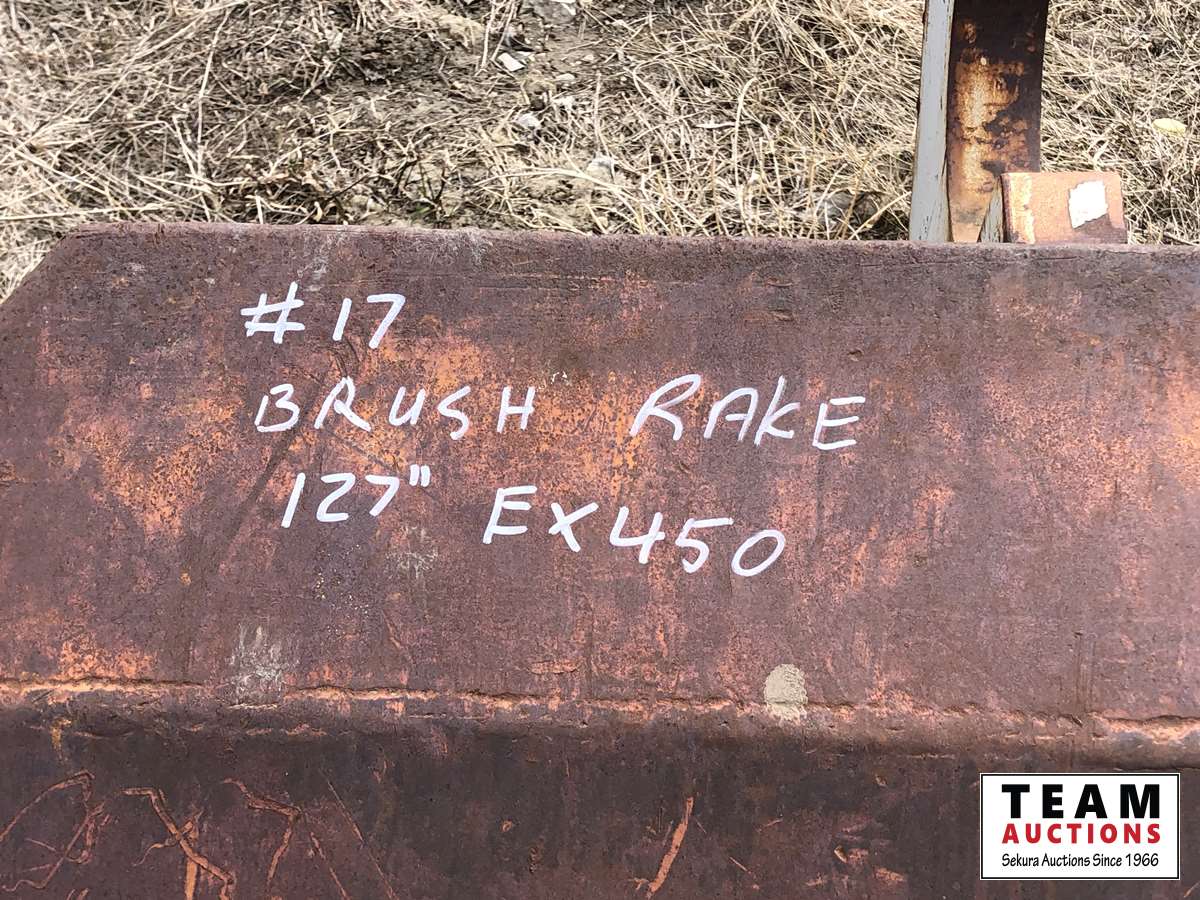 #17
BRUSH RAKE
127" EX450
TEAM
AUCTIONS
Sekura Auctions Since 1966